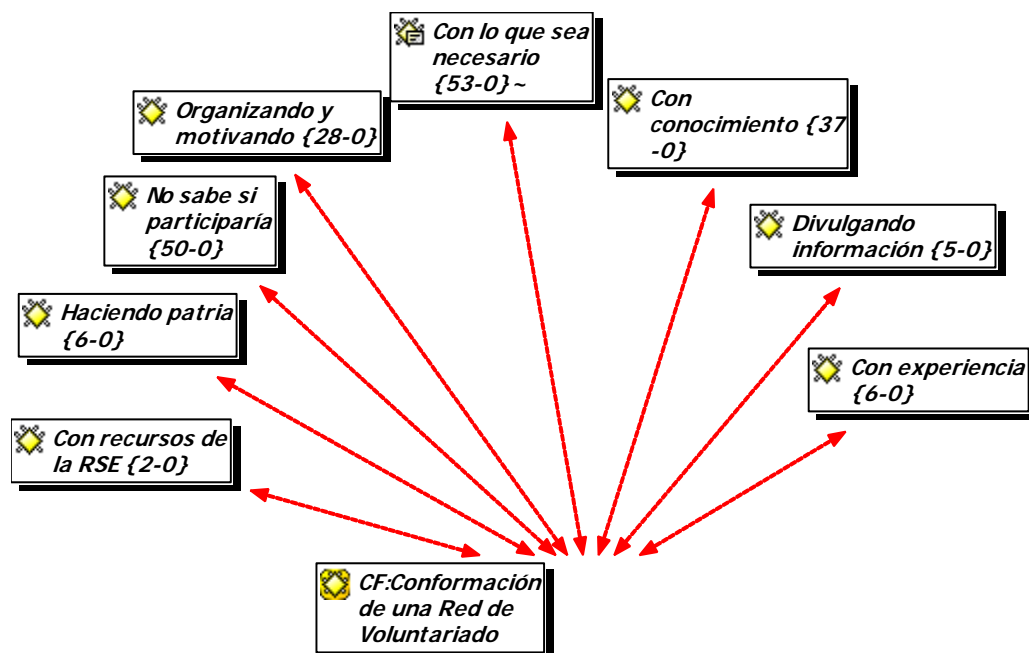 Con lo que sea
necesario
{53-0}~
Organizando y
motivando {28-0}
Con
conocimiento {37
-0}
No sabe si
participaría
{50-0}
Divulgando
información {5-0}
Haciendo patria
{6-0}
Con experiencia
{6-0}
Con recursos de
la RSE {2-0}
CF:Conformación
de una Red de
Voluntariado